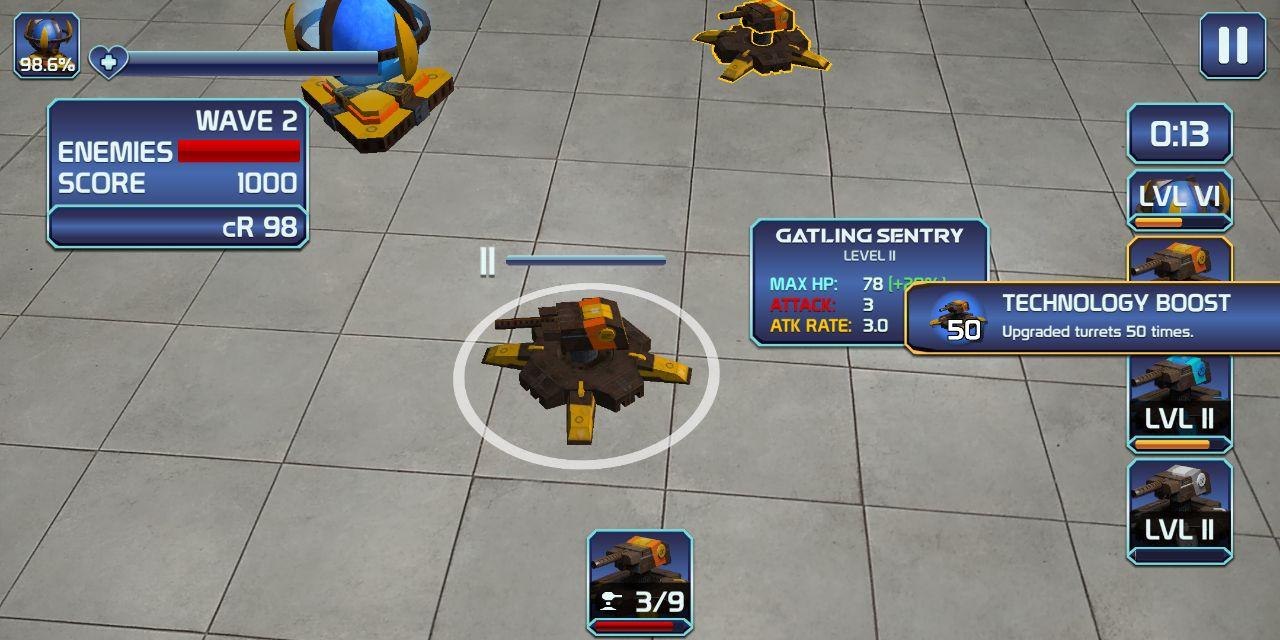 98.6%
WAVE 2
ENEMIES
SCORE 1000
cR 98
0:13
LVL VI
GATLING SENTRY
LEVEL II
MAX HP: 78
ATTACK: 3
ATK RATE: 3.0
TECHNOLOGY BOOST
50 Upgraded turrets 50 times.
LVL II
LVL II
3/9